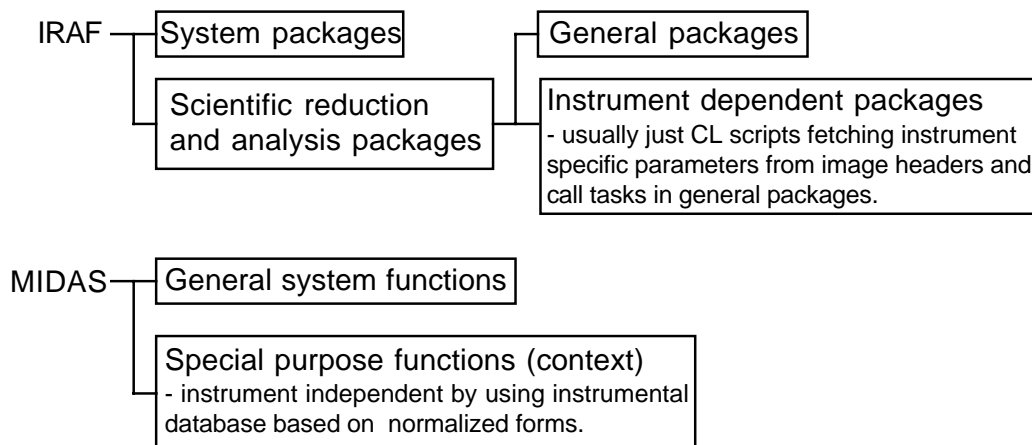 IRAF
System packages
General packages
Scientific reduction
and analysis packages
Instrument dependent packages
- usually just CL scripts fetching instrument
specific parameters from image headers and
call tasks in general packages.
MIDAS
General system functions
Special purpose functions (context)
- instrument independent by using instrumental
database based on normalized forms.